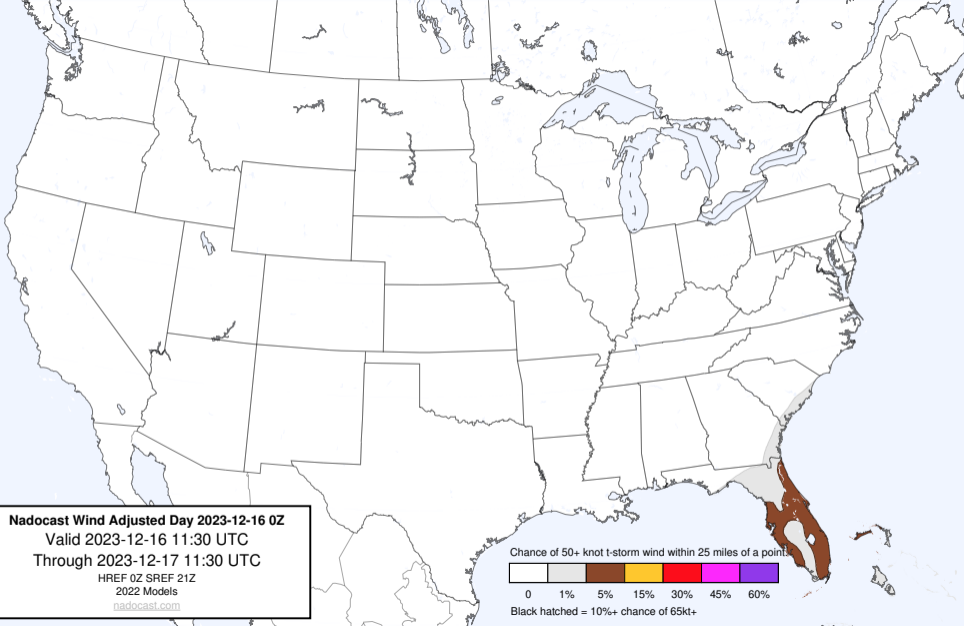 Nadocast Wind Adjusted Day 2023-12-16 0Z
Valid 2023-12-16 11:30 UTC
Through 2023-12-17 11:30 UTC
HREF 0Z SREF 21Z
2022 Models
nadocast.com
Chance of 50+ knot t-storm wind within 25 miles of a point.
0 1% 5% 15% 30% 45% 60%
Black hatched = 10%+ chance of 65kt+